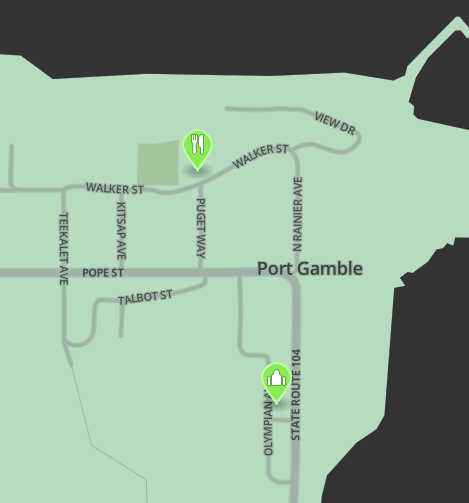 VIEW DR
WALKER ST
WALKER ST
TEEKALET AVE
KITSAP AVE
PUGET WAY
N RAINIER AVE
POPE ST
Port Gamble
TALBOT ST
OLYMPIAN
STATE ROUTE 104